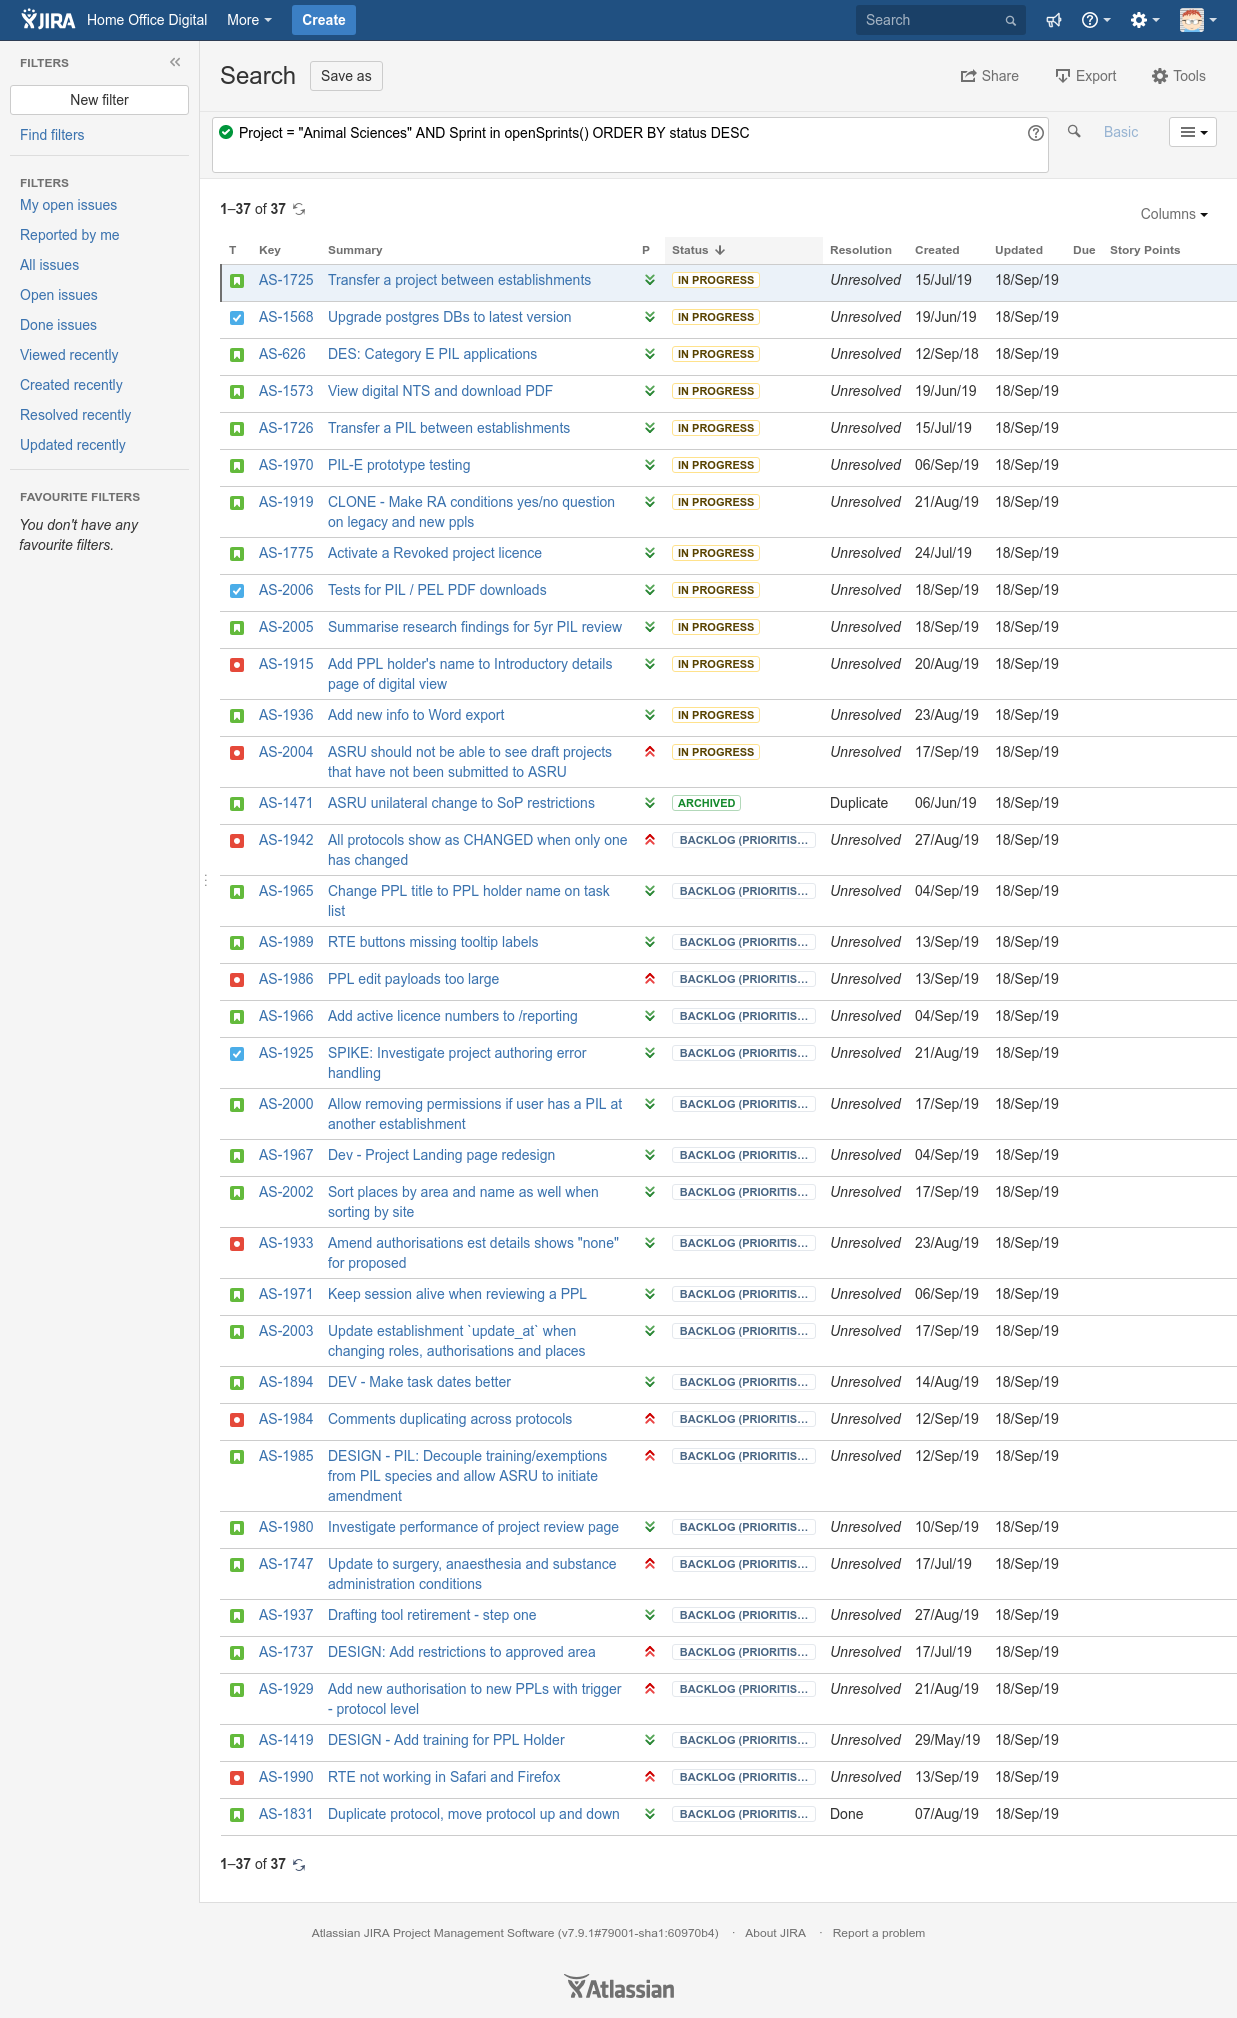 JIRA Home Office Digital More Create Search
FILTERS
New filter
Find filters
FILTERS
My open issues
Reported by me
All issues
Open issues
Done issues
Viewed recently
Created recently
Resolved recently
Updated recently
FAVOURITE FILTERS
You don't have any
favourite filters.
Search Save as Share Export Tools
Project = "Animal Sciences" AND Sprint in openSprints() ORDER BY status DESC
Basic
1–37 of 37
Columns
T Key Summary P Status Resolution Created Updated Due Story Points
AS-1725 Transfer a project between establishments IN PROGRESS Unresolved 15/Jul/19 18/Sep/19
AS-1568 Upgrade postgres DBs to latest version IN PROGRESS Unresolved 19/Jun/19 18/Sep/19
AS-626 DES: Category E PIL applications IN PROGRESS Unresolved 12/Sep/18 18/Sep/19
AS-1573 View digital NTS and download PDF IN PROGRESS Unresolved 19/Jun/19 18/Sep/19
AS-1726 Transfer a PIL between establishments IN PROGRESS Unresolved 15/Jul/19 18/Sep/19
AS-1970 PIL-E prototype testing IN PROGRESS Unresolved 06/Sep/19 18/Sep/19
AS-1919 CLONE - Make RA conditions yes/no question IN PROGRESS Unresolved 21/Aug/19 18/Sep/19
on legacy and new ppls
AS-1775 Activate a Revoked project licence IN PROGRESS Unresolved 24/Jul/19 18/Sep/19
AS-2006 Tests for PIL / PEL PDF downloads IN PROGRESS Unresolved 18/Sep/19 18/Sep/19
AS-2005 Summarise research findings for 5yr PIL review IN PROGRESS Unresolved 18/Sep/19 18/Sep/19
AS-1915 Add PPL holder's name to Introductory details IN PROGRESS Unresolved 20/Aug/19 18/Sep/19
page of digital view
AS-1936 Add new info to Word export IN PROGRESS Unresolved 23/Aug/19 18/Sep/19
AS-2004 ASRU should not be able to see draft projects IN PROGRESS Unresolved 17/Sep/19 18/Sep/19
that have not been submitted to ASRU
AS-1471 ASRU unilateral change to SoP restrictions ARCHIVED Duplicate 06/Jun/19 18/Sep/19
AS-1942 All protocols show as CHANGED when only one BACKLOG (PRIORITIS... Unresolved 27/Aug/19 18/Sep/19
has changed
AS-1965 Change PPL title to PPL holder name on task BACKLOG (PRIORITIS... Unresolved 04/Sep/19 18/Sep/19
list
AS-1989 RTE buttons missing tooltip labels BACKLOG (PRIORITIS... Unresolved 13/Sep/19 18/Sep/19
AS-1986 PPL edit payloads too large BACKLOG (PRIORITIS... Unresolved 13/Sep/19 18/Sep/19
AS-1966 Add active licence numbers to /reporting BACKLOG (PRIORITIS... Unresolved 04/Sep/19 18/Sep/19
AS-1925 SPIKE: Investigate project authoring error BACKLOG (PRIORITIS... Unresolved 21/Aug/19 18/Sep/19
handling
AS-2000 Allow removing permissions if user has a PIL at BACKLOG (PRIORITIS... Unresolved 17/Sep/19 18/Sep/19
another establishment
AS-1967 Dev - Project Landing page redesign BACKLOG (PRIORITIS... Unresolved 04/Sep/19 18/Sep/19
AS-2002 Sort places by area and name as well when BACKLOG (PRIORITIS... Unresolved 17/Sep/19 18/Sep/19
sorting by site
AS-1933 Amend authorisations est details shows "none" BACKLOG (PRIORITIS... Unresolved 23/Aug/19 18/Sep/19
for proposed
AS-1971 Keep session alive when reviewing a PPL BACKLOG (PRIORITIS... Unresolved 06/Sep/19 18/Sep/19
AS-2003 Update establishment `update_at` when BACKLOG (PRIORITIS... Unresolved 17/Sep/19 18/Sep/19
changing roles, authorisations and places
AS-1894 DEV - Make task dates better BACKLOG (PRIORITIS... Unresolved 14/Aug/19 18/Sep/19
AS-1984 Comments duplicating across protocols BACKLOG (PRIORITIS... Unresolved 12/Sep/19 18/Sep/19
AS-1985 DESIGN - PIL: Decouple training/exemptions BACKLOG (PRIORITIS... Unresolved 12/Sep/19 18/Sep/19
from PIL species and allow ASRU to initiate
amendment
AS-1980 Investigate performance of project review page BACKLOG (PRIORITIS... Unresolved 10/Sep/19 18/Sep/19
AS-1747 Update to surgery, anaesthesia and substance BACKLOG (PRIORITIS... Unresolved 17/Jul/19 18/Sep/19
administration conditions
AS-1937 Drafting tool retirement - step one BACKLOG (PRIORITIS... Unresolved 27/Aug/19 18/Sep/19
AS-1737 DESIGN: Add restrictions to approved area BACKLOG (PRIORITIS... Unresolved 17/Jul/19 18/Sep/19
AS-1929 Add new authorisation to new PPLs with trigger BACKLOG (PRIORITIS... Unresolved 21/Aug/19 18/Sep/19
- protocol level
AS-1419 DESIGN - Add training for PPL Holder BACKLOG (PRIORITIS... Unresolved 29/May/19 18/Sep/19
AS-1990 RTE not working in Safari and Firefox BACKLOG (PRIORITIS... Unresolved 13/Sep/19 18/Sep/19
AS-1831 Duplicate protocol, move protocol up and down BACKLOG (PRIORITIS... Done 07/Aug/19 18/Sep/19
1–37 of 37
Atlassian JIRA Project Management Software (v7.9.1#79001-sha1:60970b4) · About JIRA · Report a problem
Atlassian